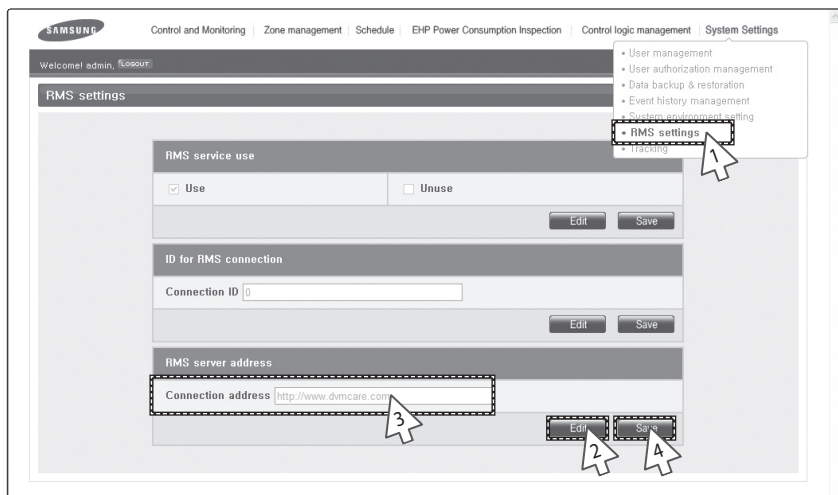 SAMSUNG Control and Monitoring Zone management Schedule EHP Power Consumption Inspection Control logic management System Settings
Welcome! admin, LOGOUT
• User management
• User authorization management
• Data backup & restoration
• Event history management
• System environment setting
• RMS settings
• Tracking
1
RMS settings
RMS service use
Use Unuse
Edit Save
ID for RMS connection
Connection ID 0
Edit Save
RMS server address
Connection address http://www.dvmcare.com
3
Edit Save
2 4